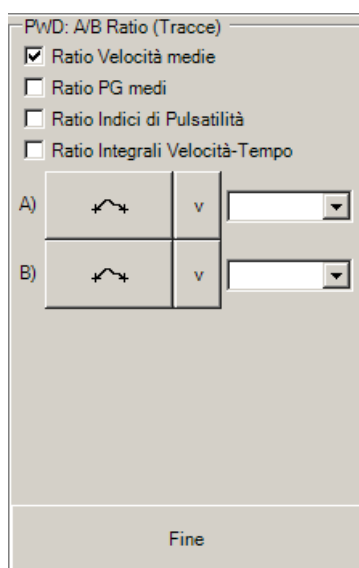 PWD: A/B Ratio (Tracce)
Ratio Velocità medie
Ratio PG medi
Ratio Indici di Pulsatilità
Ratio Integrali Velocità-Tempo
A) v
B) v
Fine